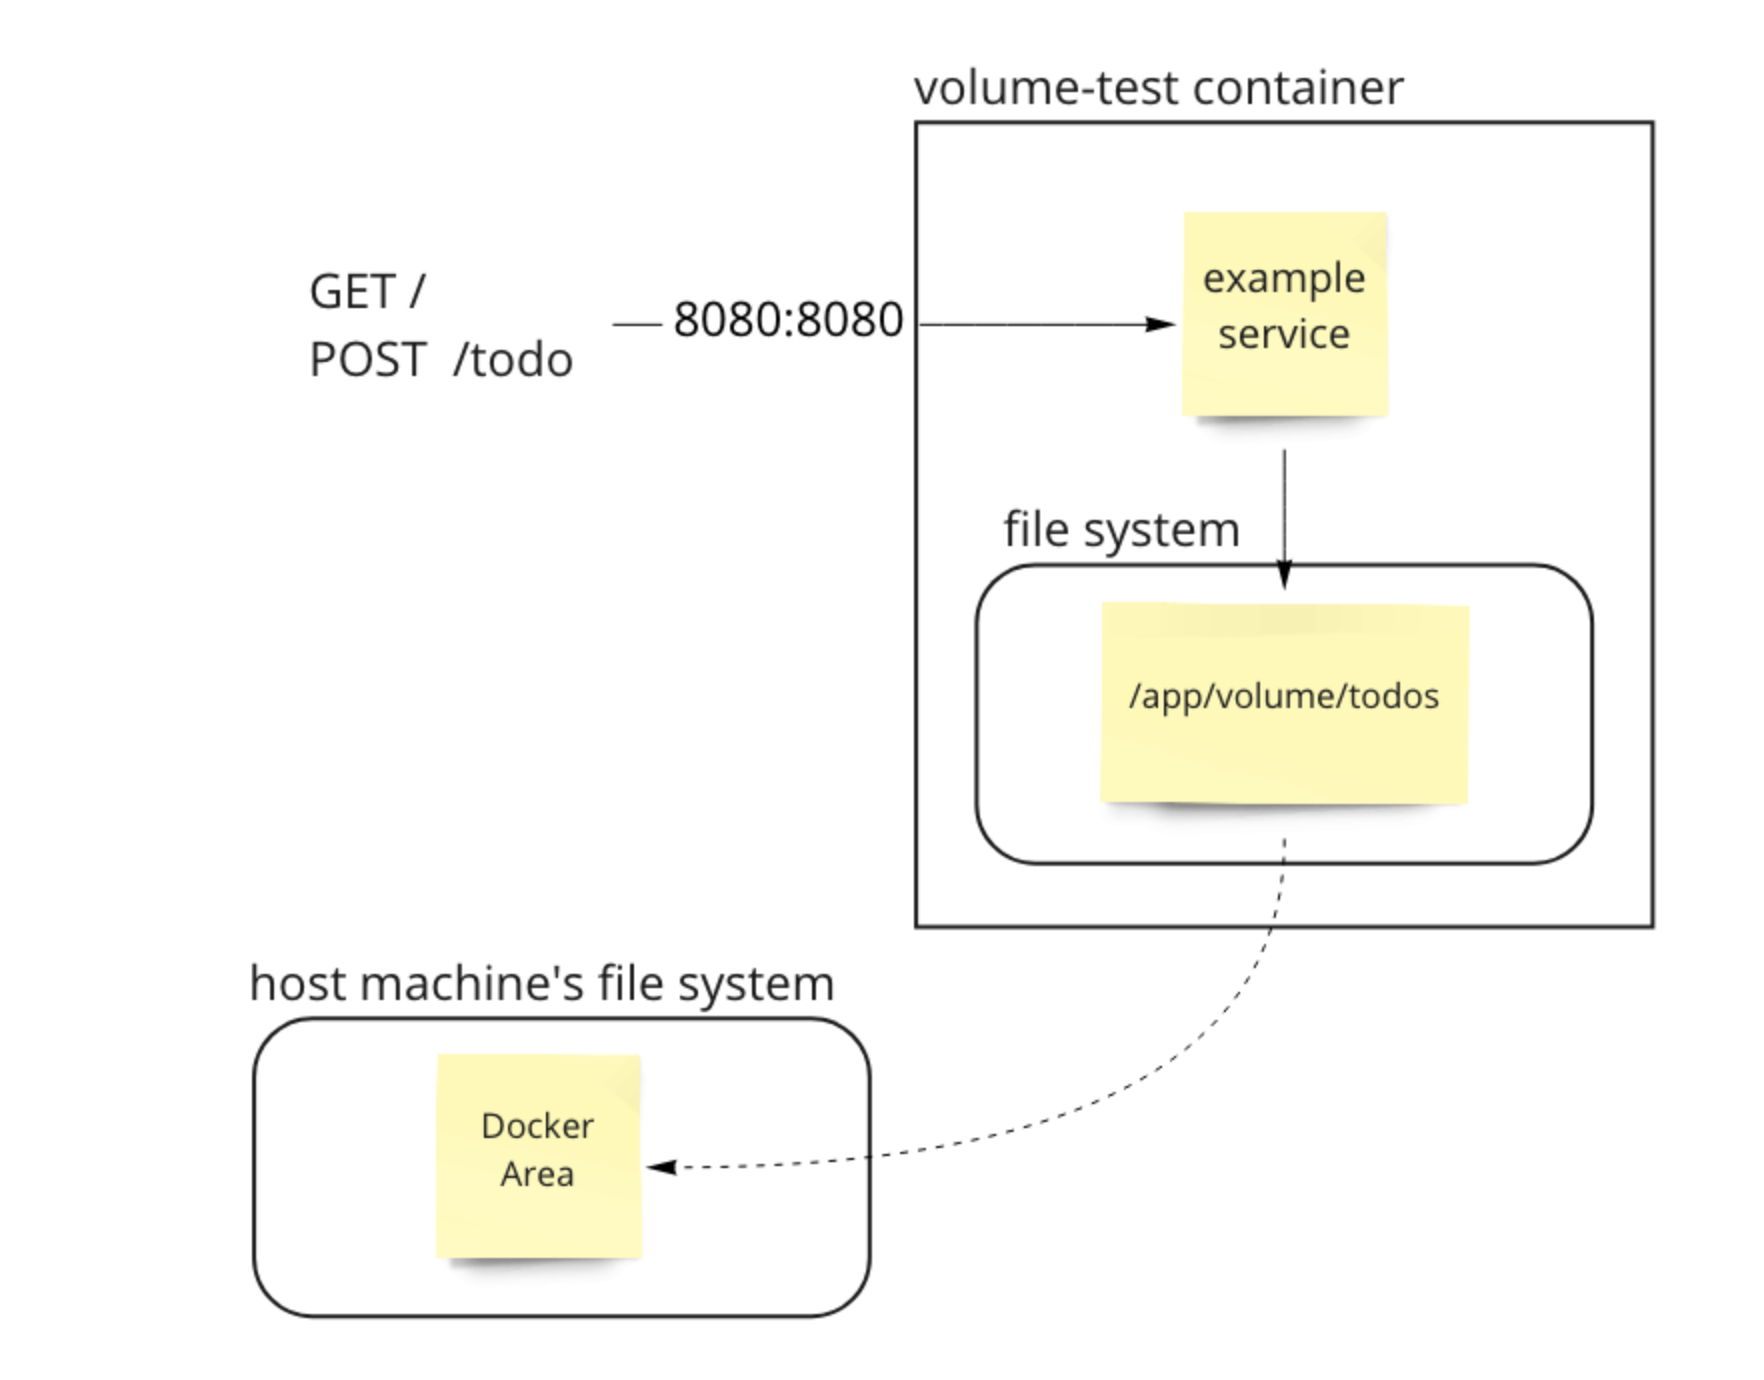 volume-test container
GET /
POST /todo
8080:8080
example
service
file system
/app/volume/todos
host machine's file system
Docker
Area